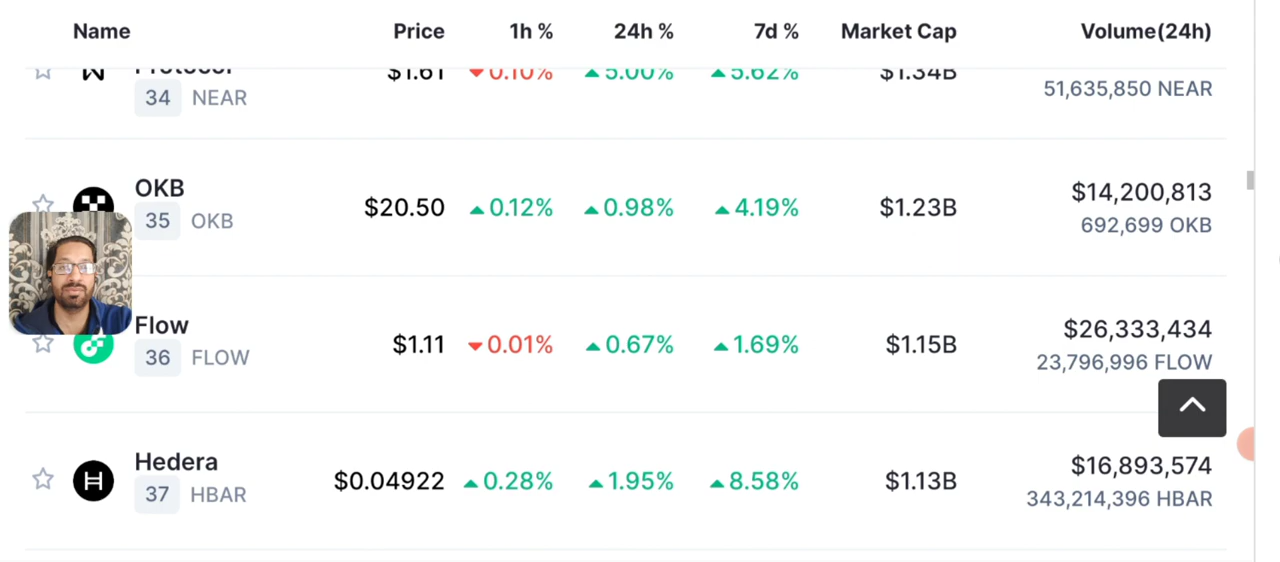 Name Price 1h % 24h % 7d % Market Cap Volume(24h)
Protocol $1.61 0.10% 5.00% 5.62% $1.34B
34 NEAR 51,635,850 NEAR
OKB $20.50 0.12% 0.98% 4.19% $1.23B $14,200,813
35 OKB 692,699 OKB
Flow $1.11 0.01% 0.67% 1.69% $1.15B $26,333,434
36 FLOW 23,796,996 FLOW
Hedera $0.04922 0.28% 1.95% 8.58% $1.13B $16,893,574
37 HBAR 343,214,396 HBAR